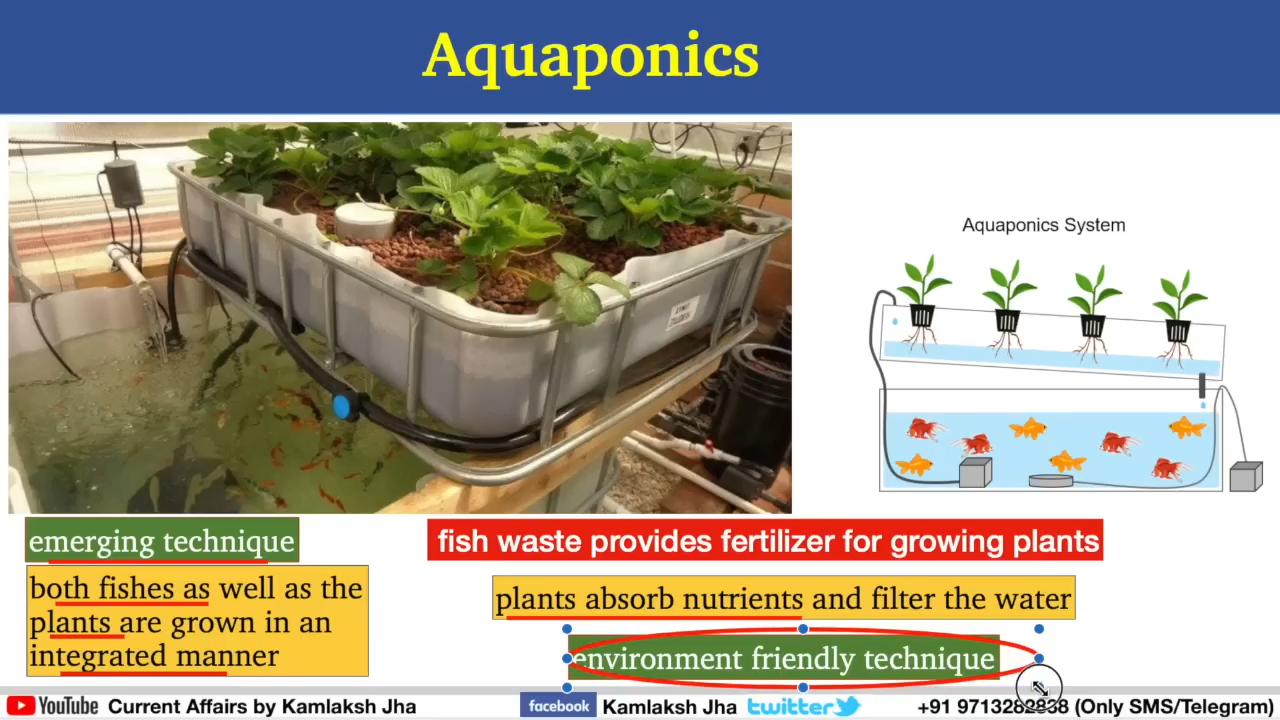 Aquaponics
Aquaponics System
emerging technique
both fishes as well as the
plants are grown in an
integrated manner
fish waste provides fertilizer for growing plants
plants absorb nutrients and filter the water
environment friendly technique
YouTube Current Affairs by Kamlaksh Jha
facebook Kamlaksh Jha twitter
(Only SMS/Telegram)